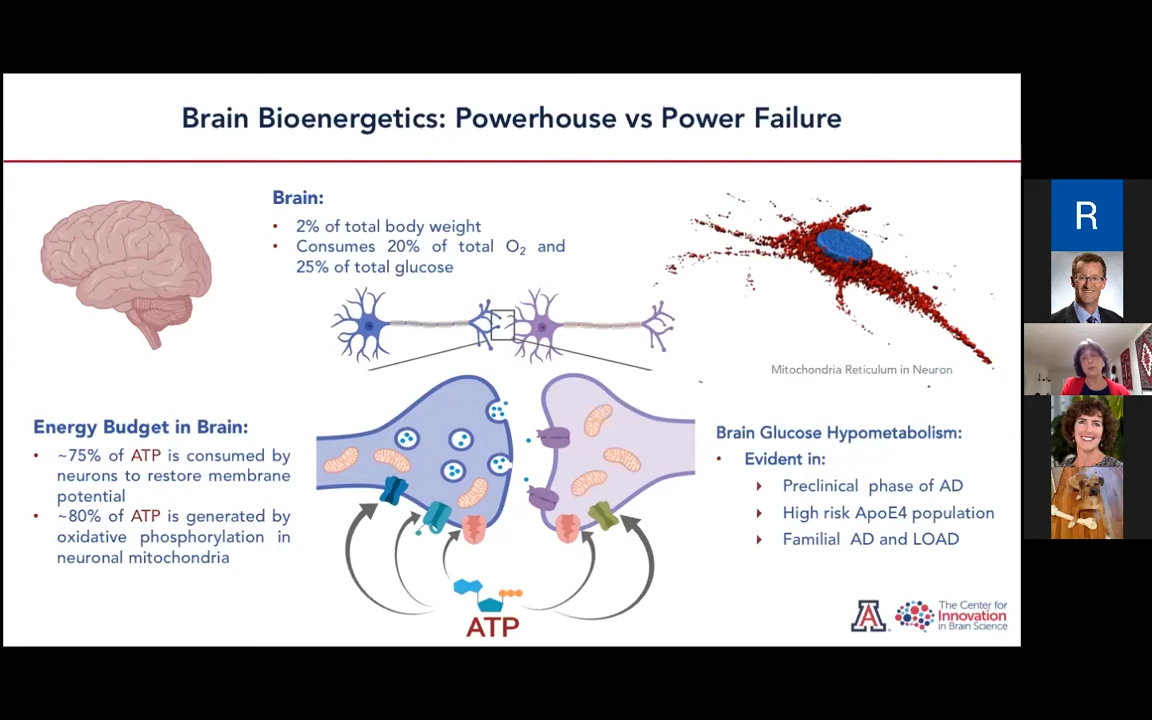 Brain Bioenergetics: Powerhouse vs Power Failure
Brain:
• 2% of total body weight
• Consumes 20% of total O₂ and
25% of total glucose
Mitochondria Reticulum in Neuron
Energy Budget in Brain:
• ~75% of ATP is consumed by
neurons to restore membrane
potential
• ~80% of ATP is generated by
oxidative phosphorylation in
neuronal mitochondria
ATP
Brain Glucose Hypometabolism:
• Evident in:
Preclinical phase of AD
High risk ApoE4 population
Familial AD and LOAD
A
The Center for
Innovation
in Brain Science
R